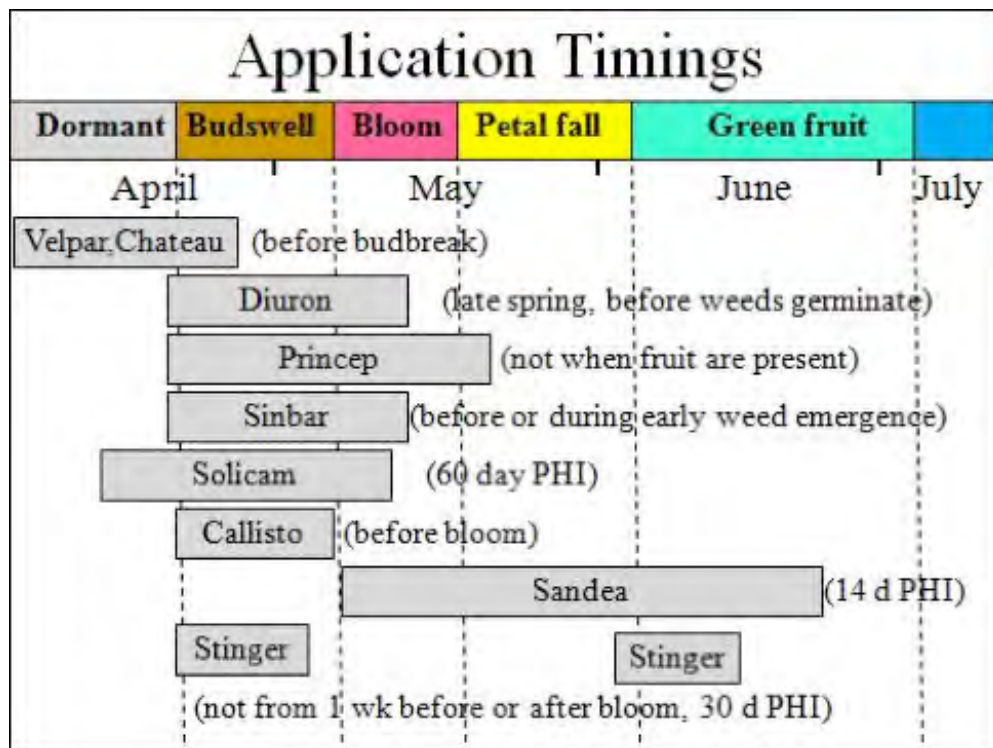 Application Timings
Dormant Budswell Bloom Petal fall Green fruit
April May June July
Velpar,Chateau (before budbreak)
Diuron (late spring, before weeds germinate)
Princep (not when fruit are present)
Sinbar (before or during early weed emergence)
Solicam (60 day PHI)
Callisto (before bloom)
Sandea (14 d PHI)
Stinger Stinger
(not from 1 wk before or after bloom, 30 d PHI)